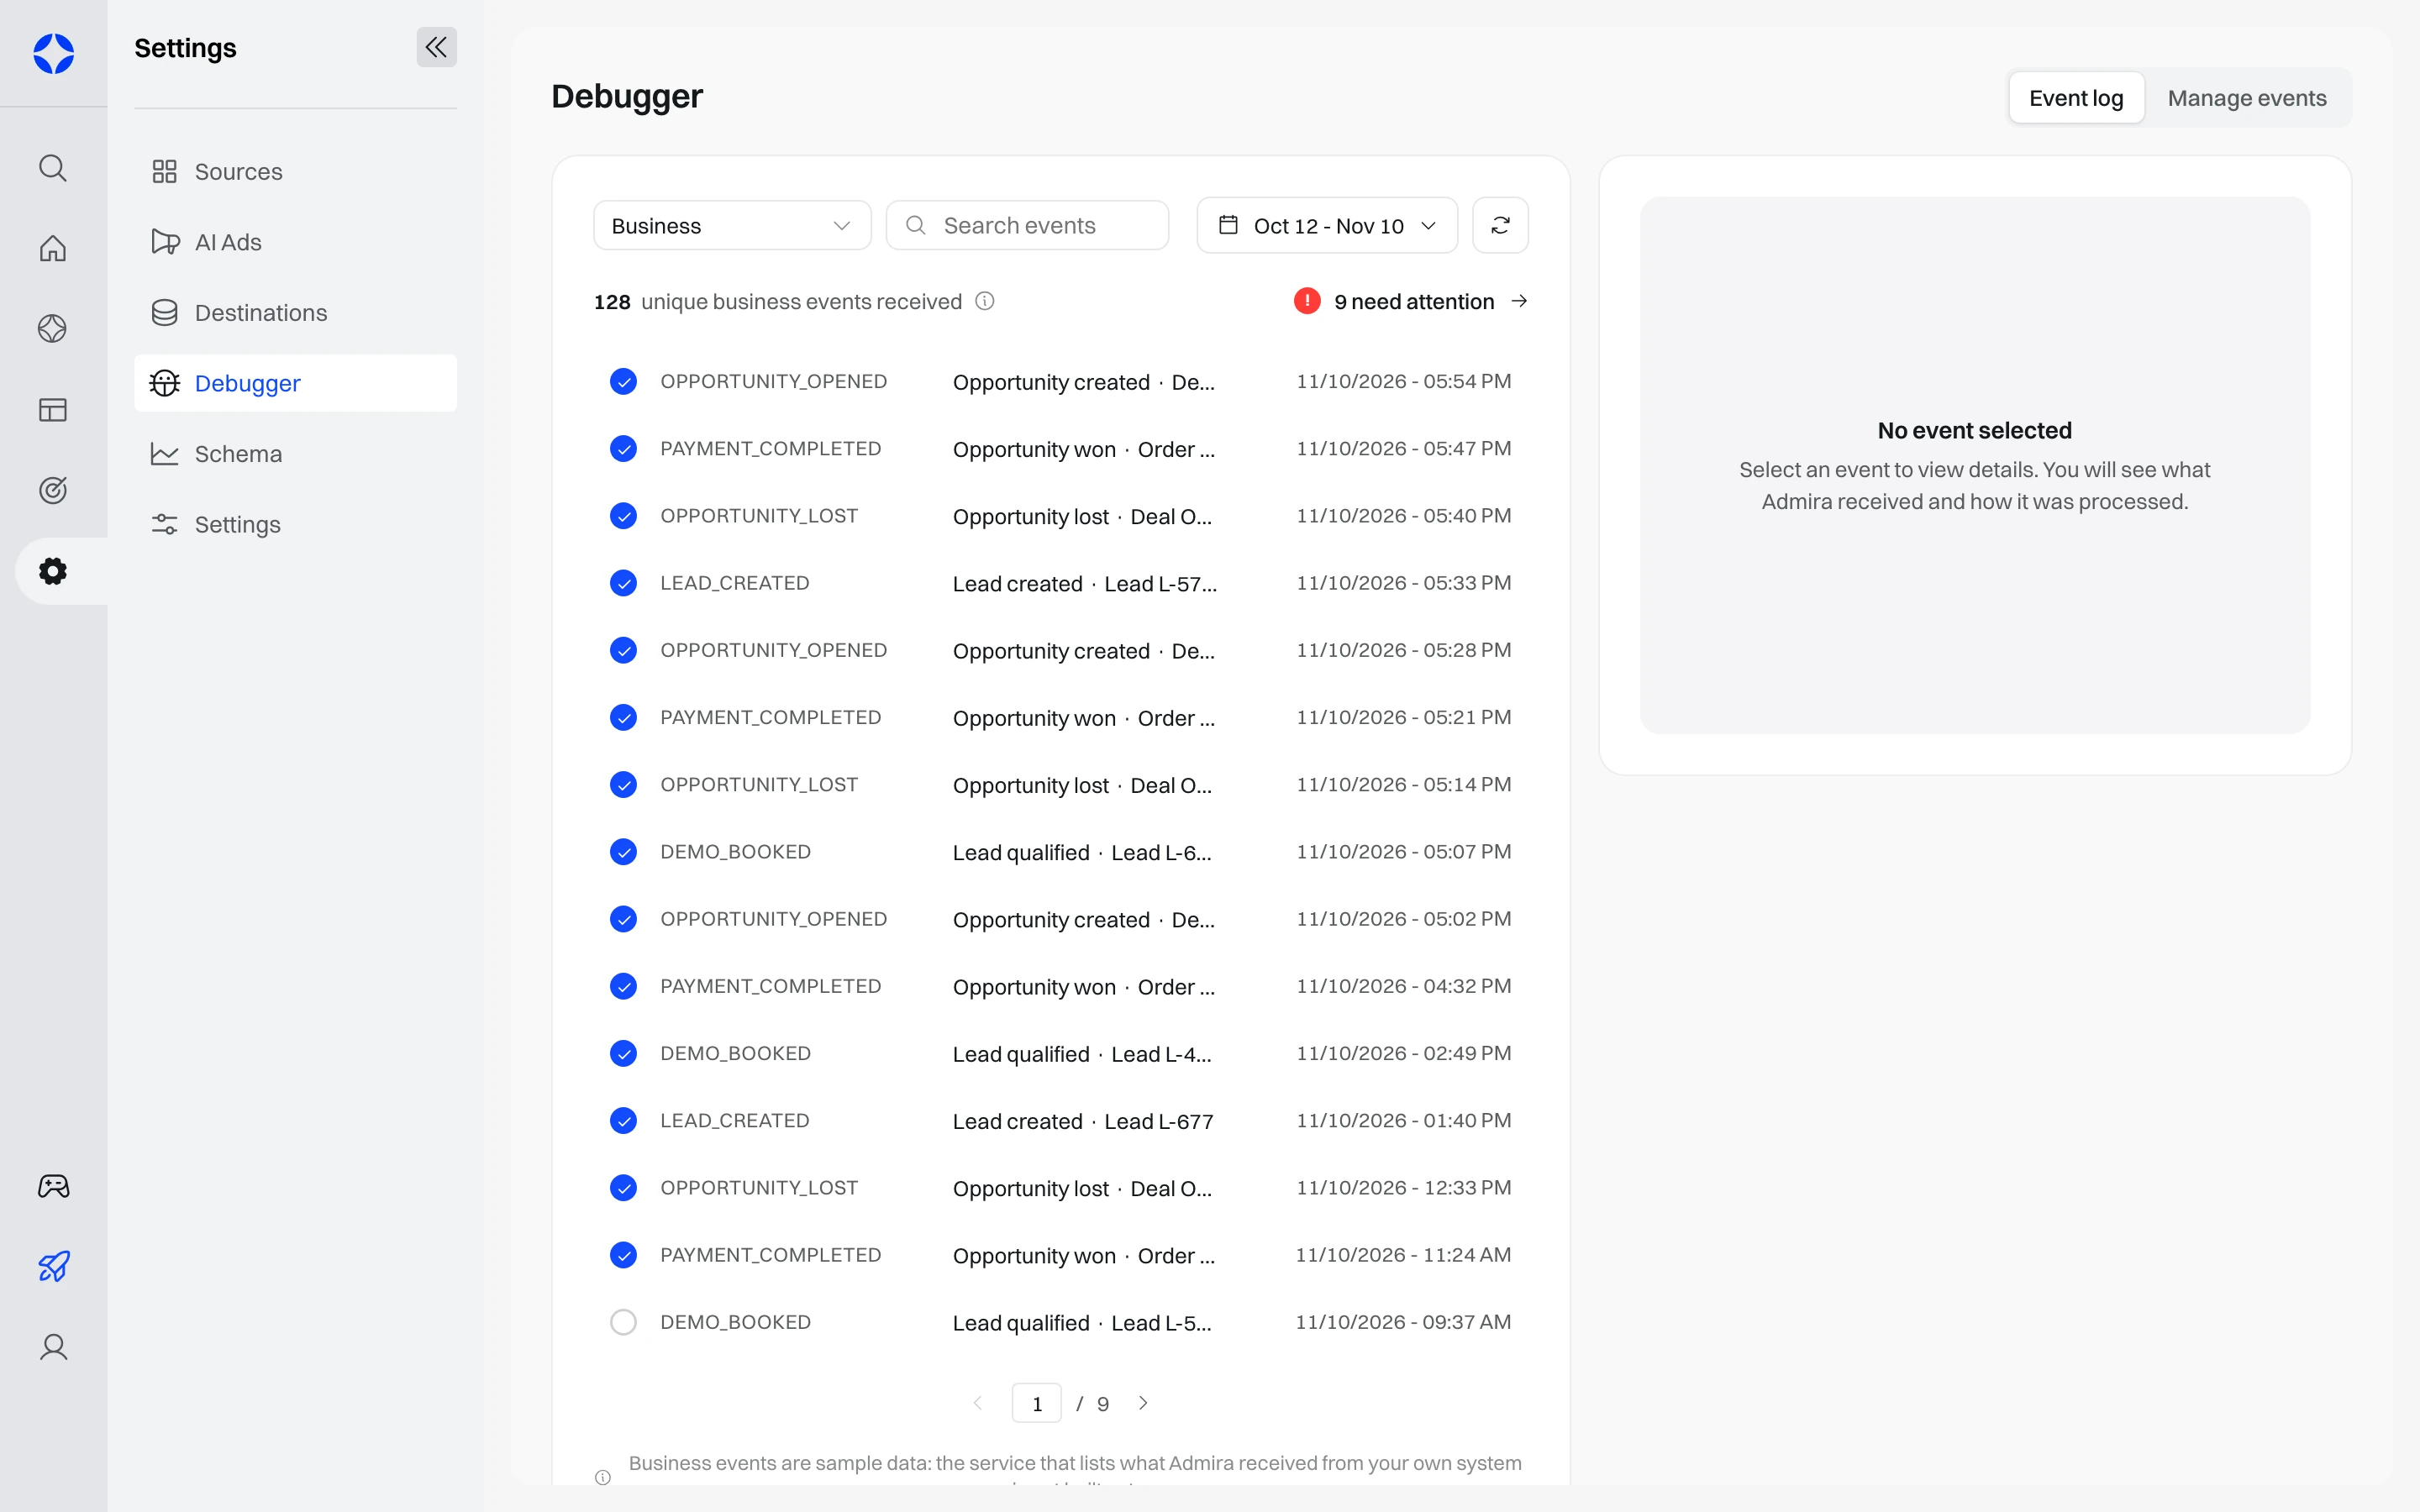 Settings
Sources
AI Ads
Destinations
Debugger
Schema
Settings
Debugger
Event log
Manage events
Business
Search events
Oct 12 - Nov 10
128 unique business events received
9 need attention
OPPORTUNITY_OPENED Opportunity created · De... 11/10/2026 - 05:54 PM
PAYMENT_COMPLETED Opportunity won · Order ... 11/10/2026 - 05:47 PM
OPPORTUNITY_LOST Opportunity lost · Deal O... 11/10/2026 - 05:40 PM
LEAD_CREATED Lead created · Lead L-57... 11/10/2026 - 05:33 PM
OPPORTUNITY_OPENED Opportunity created · De... 11/10/2026 - 05:28 PM
PAYMENT_COMPLETED Opportunity won · Order ... 11/10/2026 - 05:21 PM
OPPORTUNITY_LOST Opportunity lost · Deal O... 11/10/2026 - 05:14 PM
DEMO_BOOKED Lead qualified · Lead L-6... 11/10/2026 - 05:07 PM
OPPORTUNITY_OPENED Opportunity created · De... 11/10/2026 - 05:02 PM
PAYMENT_COMPLETED Opportunity won · Order ... 11/10/2026 - 04:32 PM
DEMO_BOOKED Lead qualified · Lead L-4... 11/10/2026 - 02:49 PM
LEAD_CREATED Lead created · Lead L-677 11/10/2026 - 01:40 PM
OPPORTUNITY_LOST Opportunity lost · Deal O... 11/10/2026 - 12:33 PM
PAYMENT_COMPLETED Opportunity won · Order ... 11/10/2026 - 11:24 AM
DEMO_BOOKED Lead qualified · Lead L-5... 11/10/2026 - 09:37 AM
1 / 9
Business events are sample data: the service that lists what Admira received from your own system
No event selected
Select an event to view details. You will see what
Admira received and how it was processed.